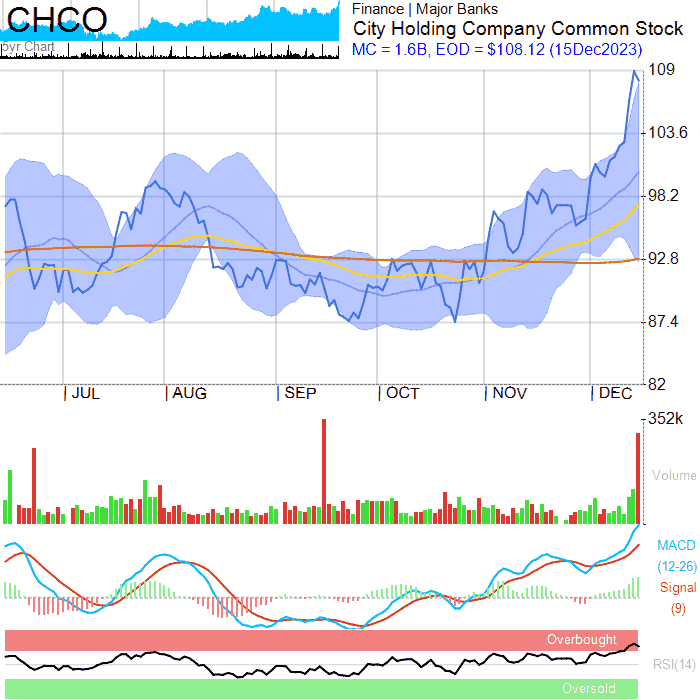 CHCO
5yr Chart
Finance | Major Banks
City Holding Company Common Stock
MC = 1.6B, EOD = $108.12 (15Dec2023)
109
103.6
98.2
92.8
87.4
82
| JUL | AUG | SEP | OCT | NOV | DEC
352k
Volume
MACD
(12-26)
Signal
(9)
Overbought
RSI(14)
Oversold